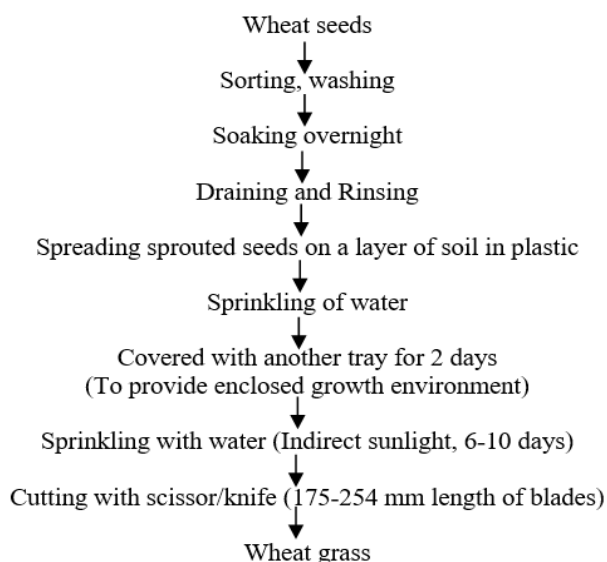 Wheat seeds
Sorting, washing
Soaking overnight
Draining and Rinsing
Spreading sprouted seeds on a layer of soil in plastic
Sprinkling of water
Covered with another tray for 2 days
(To provide enclosed growth environment)
Sprinkling with water (Indirect sunlight, 6-10 days)
Cutting with scissor/knife (175-254 mm length of blades)
Wheat grass